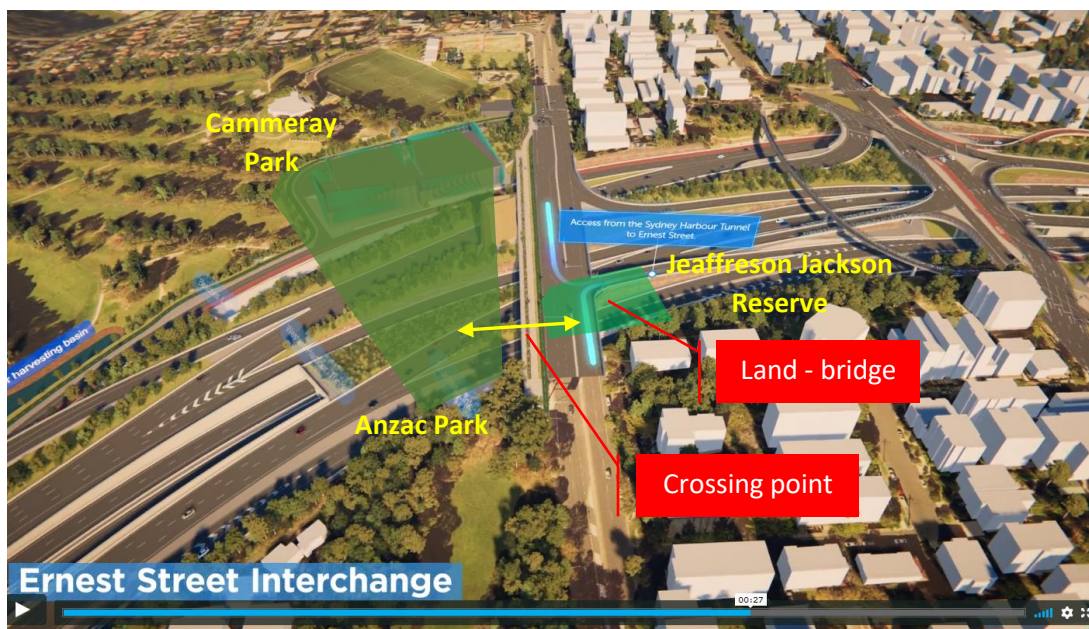 Cammeray
Park
Access from the Sydney Harbour Tunnel
to Ernest Street.
Jeaffreson Jackson
Reserve
harvesting basin
Land - bridge
Anzac Park
Crossing point
Ernest Street Interchange
00:27